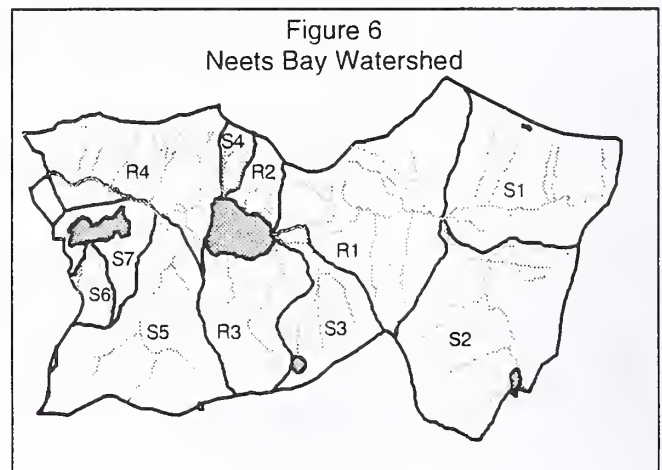 Figure 6
Neets Bay Watershed
S4
R4
R2
S1
R1
S7
S6
S5
R3
S3
S2